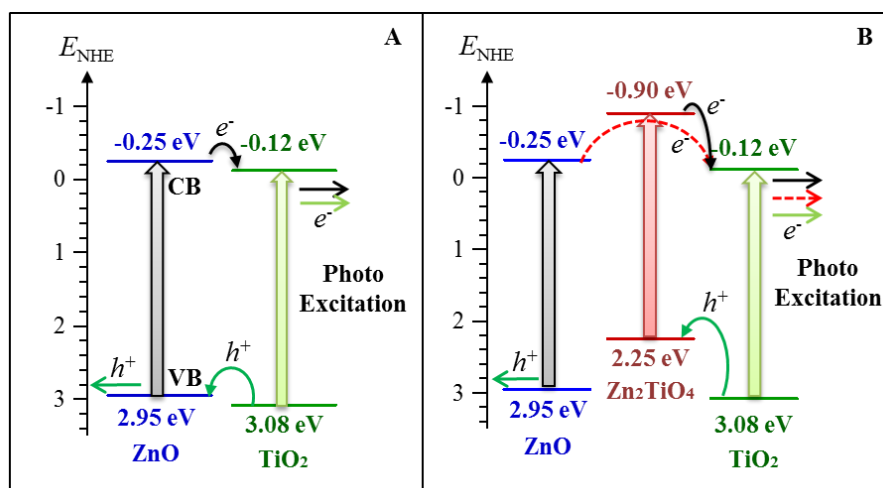 A
E_NHE
-1
0
1
2
3
-0.25 eV
e-
-0.12 eV
CB
e-
Photo
Excitation
h+
VB
h+
2.95 eV
3.08 eV
ZnO
TiO₂
B
E_NHE
-1
0
1
2
3
-0.90 eV
e-
-0.25 eV
e-
-0.12 eV
e-
Photo
Excitation
h+
h+
2.25 eV
Zn₂TiO₄
2.95 eV
3.08 eV
ZnO
TiO₂